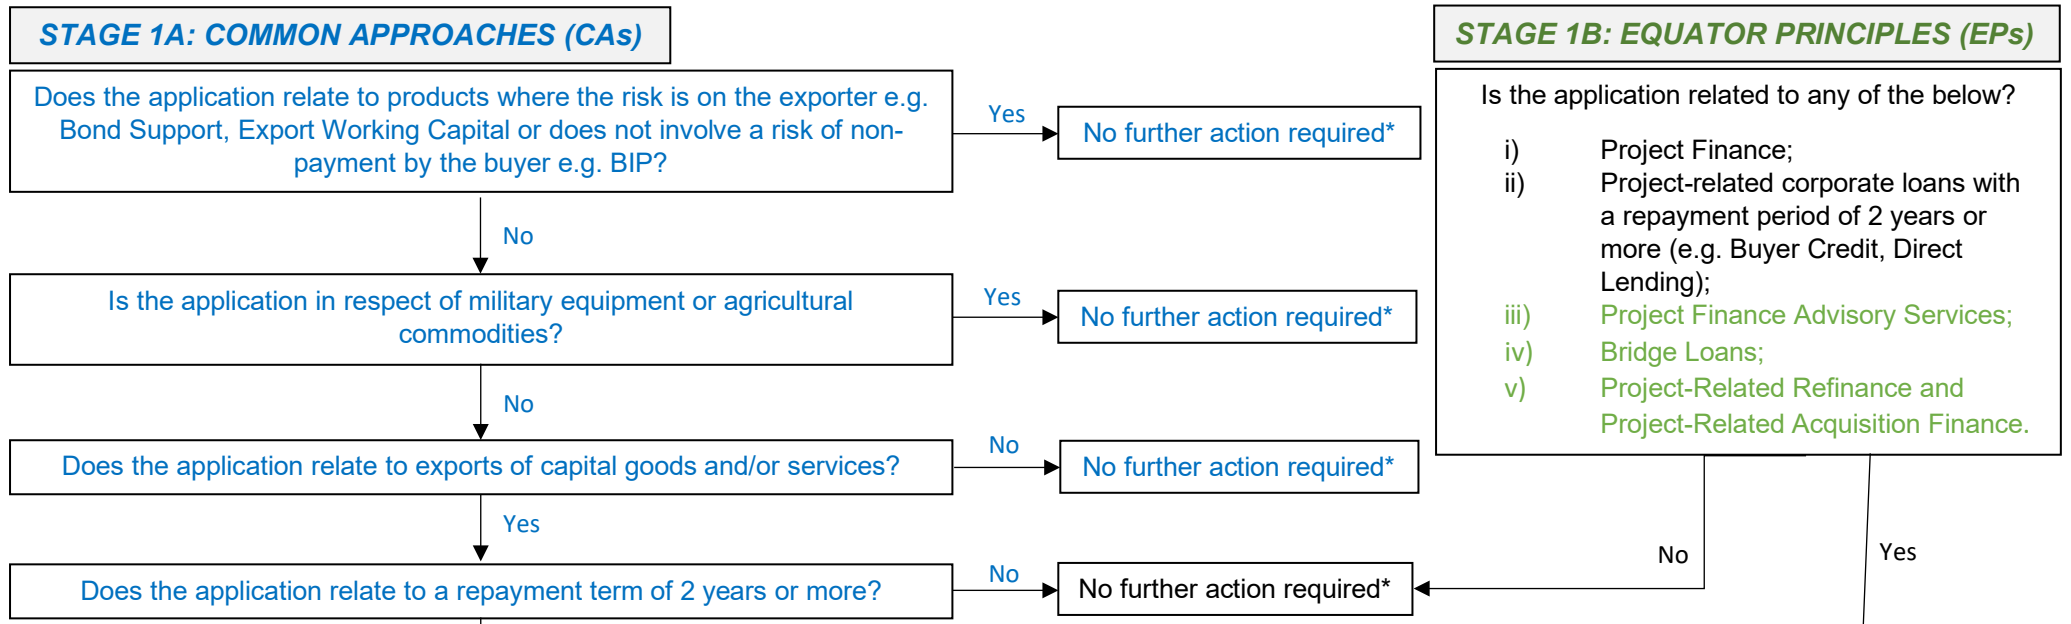 STAGE 1A: COMMON APPROACHES (CAs)
Does the application relate to products where the risk is on the exporter e.g.
Bond Support, Export Working Capital or does not involve a risk of non-
payment by the buyer e.g. BIP?
Yes
No further action required*
No
Is the application in respect of military equipment or agricultural
commodities?
Yes
No further action required*
No
Does the application relate to exports of capital goods and/or services?
No
No further action required*
Yes
Does the application relate to a repayment term of 2 years or more?
No
No further action required*
STAGE 1B: EQUATOR PRINCIPLES (EPs)
Is the application related to any of the below?
i) Project Finance;
ii) Project-related corporate loans with
a repayment period of 2 years or
more (e.g. Buyer Credit, Direct
Lending);
iii) Project Finance Advisory Services;
iv) Bridge Loans;
v) Project-Related Refinance and
Project-Related Acquisition Finance.
No
Yes